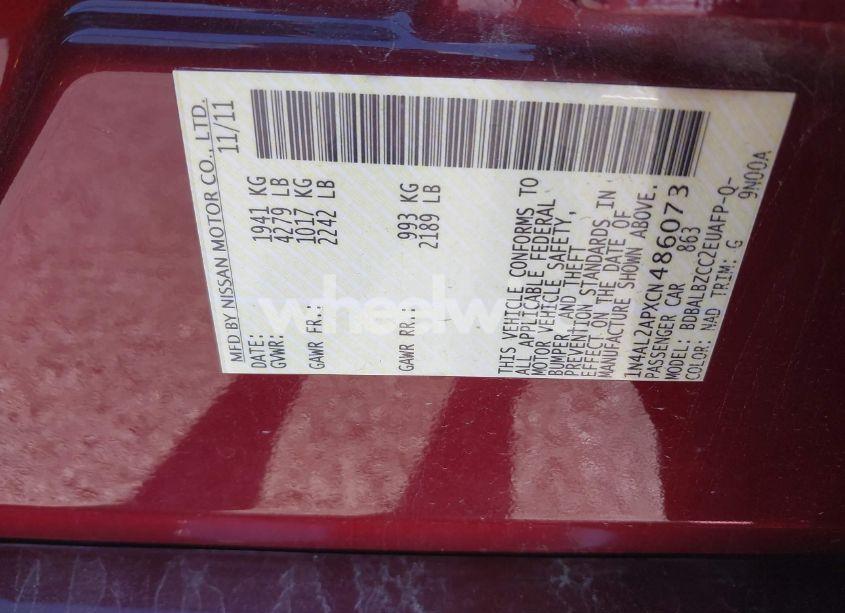 MFD BY NISSAN MOTOR CO., LTD.
DATE: 11/11
GVWR: 1941 KG
4279 LB
GAWR FR.: 1017 KG
2242 LB
GAWR RR.: 993 KG
2189 LB
THIS VEHICLE CONFORMS TO
ALL APPLICABLE FEDERAL
MOTOR VEHICLE SAFETY,
BUMPER, AND THEFT
PREVENTION STANDARDS IN
EFFECT ON THE DATE OF
MANUFACTURE SHOWN ABOVE.
1N4AL2APXCN486073
PASSENGER CAR 863
MODEL: BDBALBZCC2EUAFP-Q-
COLOR: NAD TRIM: G 9N00A